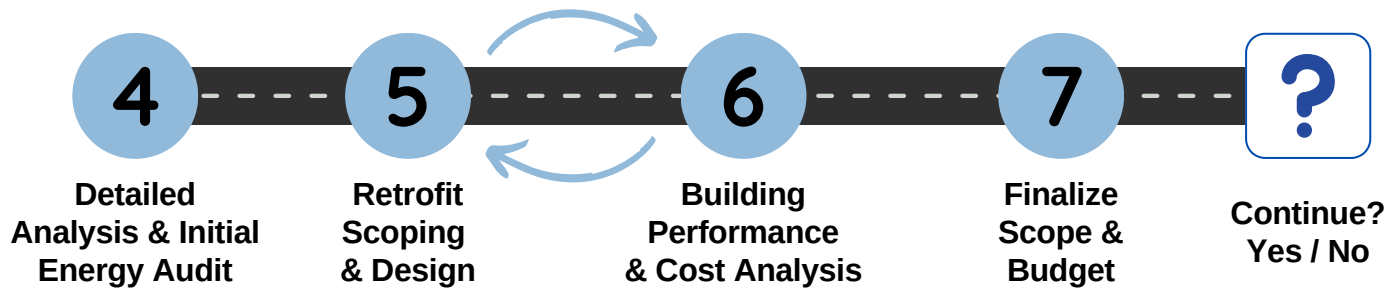 4
Detailed
Analysis & Initial
Energy Audit
5
Retrofit
Scoping
& Design
6
Building
Performance
& Cost Analysis
7
Finalize
Scope &
Budget
?
Continue?
Yes / No